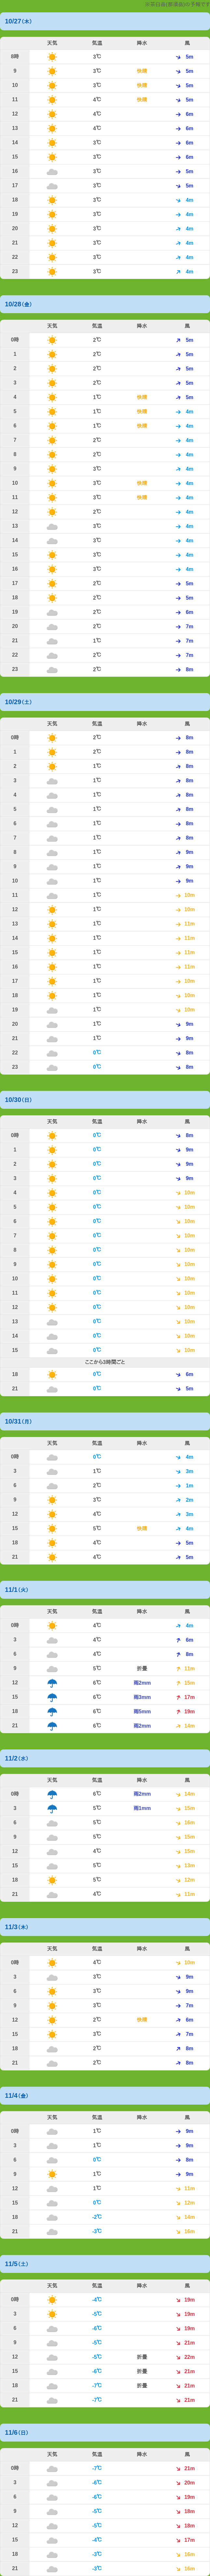 ※茶臼岳(那須岳)の予報です
10/27(木)
天気 気温 降水 風
8時 3℃ 5m
9 3℃ 5m
10 3℃ 5m
11 4℃ 5m
12 4℃ 6m
13 4℃ 6m
14 3℃ 6m
15 3℃ 6m
16 3℃ 5m
17 3℃ 5m
18 3℃ 4m
19 3℃ 4m
20 3℃ 4m
21 3℃ 4m
22 3℃ 4m
23 3℃ 4m
10/28(金)
天気 気温 降水 風
0時 2℃ 5m
1 2℃ 5m
2 2℃ 5m
3 2℃ 5m
4 1℃ 5m
5 1℃ 4m
6 1℃ 4m
7 2℃ 4m
8 2℃ 4m
9 3℃ 4m
10 3℃ 4m
11 3℃ 4m
12 2℃ 4m
13 3℃ 4m
14 3℃ 4m
15 3℃ 4m
16 3℃ 4m
17 2℃ 5m
18 2℃ 5m
19 2℃ 6m
20 2℃ 7m
21 1℃ 7m
22 2℃ 7m
23 2℃ 8m
10/29(土)
天気 気温 降水 風
0時 2℃ 8m
1 2℃ 8m
2 1℃ 8m
3 1℃ 8m
4 1℃ 8m
5 1℃ 8m
6 1℃ 8m
7 1℃ 8m
8 1℃ 9m
9 1℃ 9m
10 1℃ 9m
11 1℃ 10m
12 1℃ 10m
13 1℃ 11m
14 1℃ 11m
15 1℃ 11m
16 1℃ 11m
17 1℃ 10m
18 1℃ 10m
19 1℃ 10m
20 1℃ 9m
21 1℃ 9m
22 0℃ 8m
23 0℃ 8m
10/30(日)
天気 気温 降水 風
0時 0℃ 8m
1 0℃ 9m
2 0℃ 9m
3 0℃ 9m
4 0℃ 10m
5 0℃ 10m
6 0℃ 10m
7 0℃ 10m
8 0℃ 10m
9 0℃ 10m
10 0℃ 10m
11 0℃ 10m
12 0℃ 10m
13 0℃ 10m
14 0℃ 10m
15 0℃ 10m
ここから3時間ごと
18 0℃ 6m
21 0℃ 5m
10/31(月)
天気 気温 降水 風
0時 0℃ 4m
3 1℃ 3m
6 2℃ 1m
9 3℃ 2m
12 4℃ 3m
15 5℃ 4m
18 4℃ 5m
21 4℃ 5m
11/1(火)
天気 気温 降水 風
0時 4℃ 4m
3 4℃ 6m
6 4℃ 8m
9 5℃ 折畳 11m
12 6℃ 雨2mm 15m
15 6℃ 雨3mm 17m
18 6℃ 雨5mm 19m
21 6℃ 雨2mm 14m
11/2(水)
天気 気温 降水 風
0時 6℃ 雨2mm 14m
3 5℃ 雨1mm 15m
6 5℃ 16m
9 5℃ 15m
12 4℃ 15m
15 5℃ 13m
18 5℃ 12m
21 4℃ 11m
11/3(木)
天気 気温 降水 風
0時 4℃ 10m
3 3℃ 9m
6 3℃ 9m
9 3℃ 7m
12 2℃ 6m
15 3℃ 7m
18 2℃ 8m
21 2℃ 8m
11/4(金)
天気 気温 降水 風
0時 1℃ 9m
3 1℃ 9m
6 0℃ 8m
9 1℃ 9m
12 1℃ 11m
15 0℃ 12m
18 -2℃ 14m
21 -3℃ 16m
11/5(土)
天気 気温 降水 風
0時 -4℃ 19m
3 -5℃ 19m
6 -6℃ 19m
9 -5℃ 21m
12 -5℃ 折畳 22m
15 -6℃ 折畳 21m
18 -7℃ 折畳 21m
21 -7℃ 21m
11/6(日)
天気 気温 降水 風
0時 -7℃ 21m
3 -6℃ 20m
6 -6℃ 19m
9 -5℃ 18m
12 -5℃ 18m
15 -4℃ 17m
18 -3℃ 16m
21 -3℃ 16m